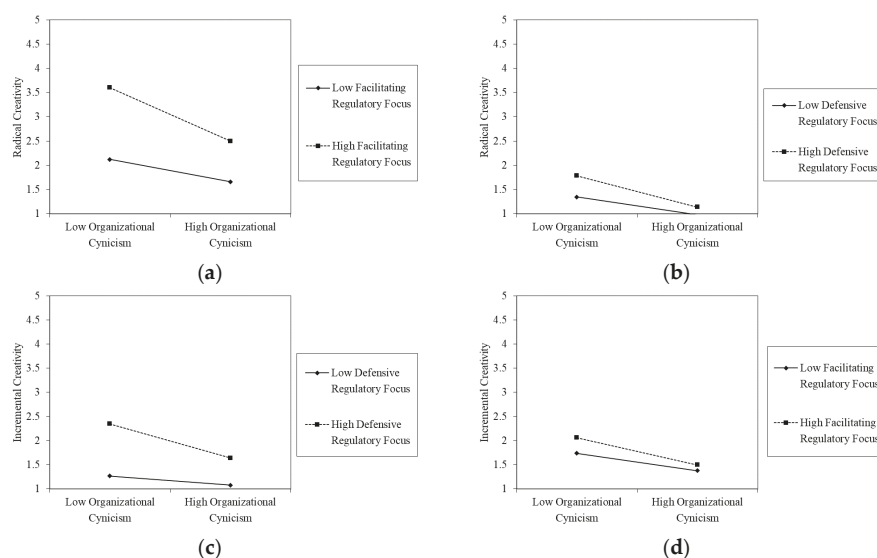 5
4.5
4
3.5
3
2.5
2
1.5
1
Radical Creativity
Low Organizational
Cynicism
High Organizational
Cynicism
Low Facilitating
Regulatory Focus
High Facilitating
Regulatory Focus
(a)
5
4.5
4
3.5
3
2.5
2
1.5
1
Radical Creativity
Low Organizational
Cynicism
High Organizational
Cynicism
Low Defensive
Regulatory Focus
High Defensive
Regulatory Focus
(b)
5
4.5
4
3.5
3
2.5
2
1.5
1
Incremental Creativity
Low Organizational
Cynicism
High Organizational
Cynicism
Low Defensive
Regulatory Focus
High Defensive
Regulatory Focus
(c)
5
4.5
4
3.5
3
2.5
2
1.5
1
Incremental Creativity
Low Organizational
Cynicism
High Organizational
Cynicism
Low Facilitating
Regulatory Focus
High Facilitating
Regulatory Focus
(d)